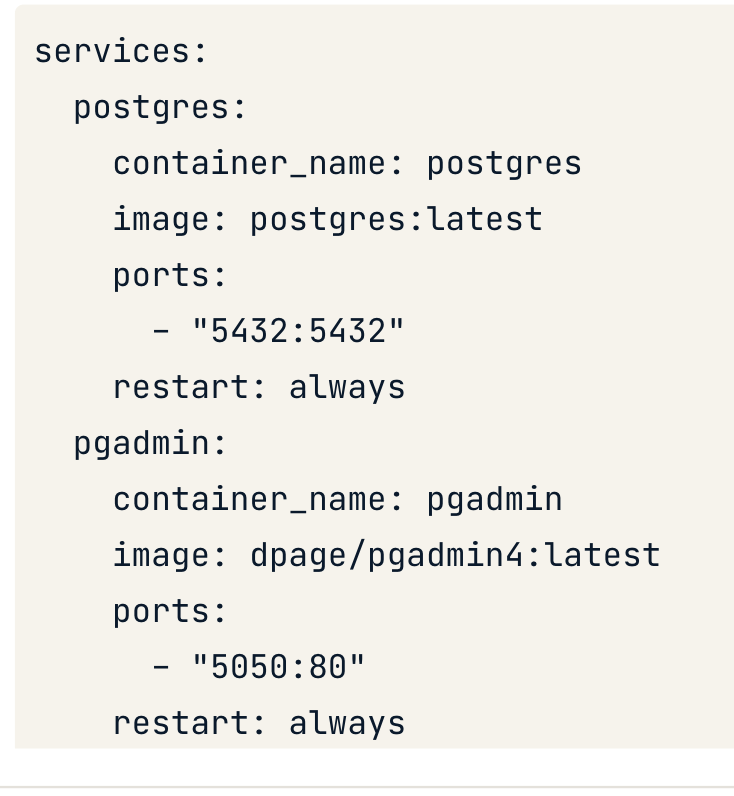 services:
  postgres:
    container_name: postgres
    image: postgres:latest
    ports:
      - "5432:5432"
    restart: always
  pgadmin:
    container_name: pgadmin
    image: dpage/pgadmin4:latest
    ports:
      - "5050:80"
    restart: always